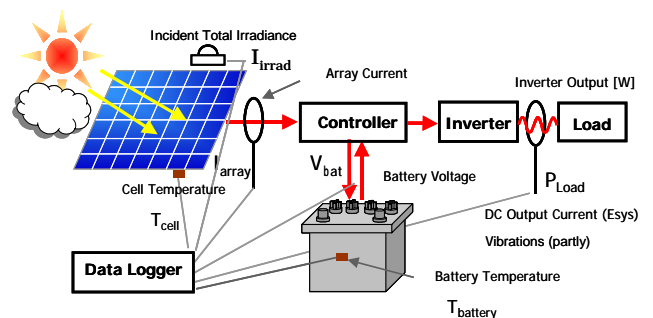 Incident Total Irradiance
I irrad
Array Current
Inverter Output [W]
Controller
Inverter
Load
I array
V bat
Battery Voltage
P Load
Cell Temperature
T cell
DC Output Current (Esys)
Vibrations (partly)
Data Logger
Battery Temperature
T battery